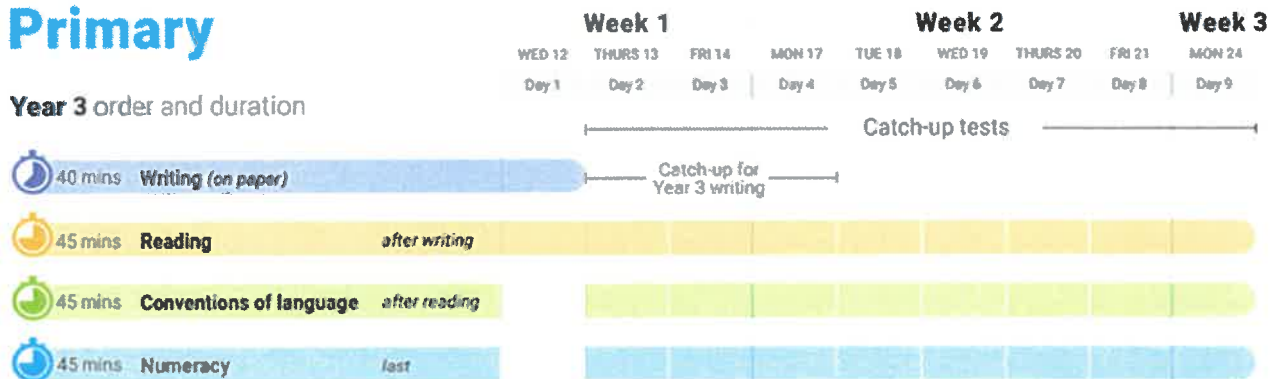 Primary
Week 1 Week 2 Week 3
WED 12 THURS 13 FRI 14 MON 17 TUE 18 WED 19 THURS 20 FRI 21 MON 24
Day 1 Day 2 Day 3 Day 4 Day 5 Day 6 Day 7 Day 8 Day 9
Year 3 order and duration
Catch-up tests
40 mins Writing (on paper)
Catch-up for
Year 3 writing
45 mins Reading after writing
45 mins Conventions of language after reading
45 mins Numeracy last